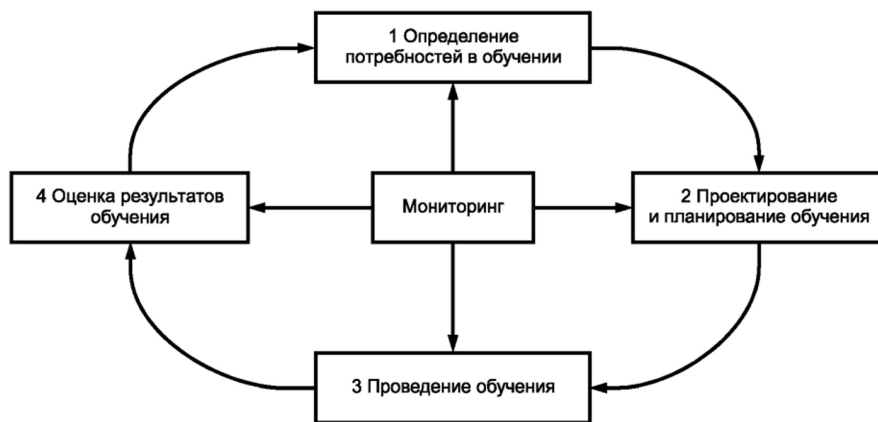 1 Определение
потребностей в обучении
4 Оценка результатов
обучения
Мониторинг
2 Проектирование
и планирование обучения
3 Проведение обучения